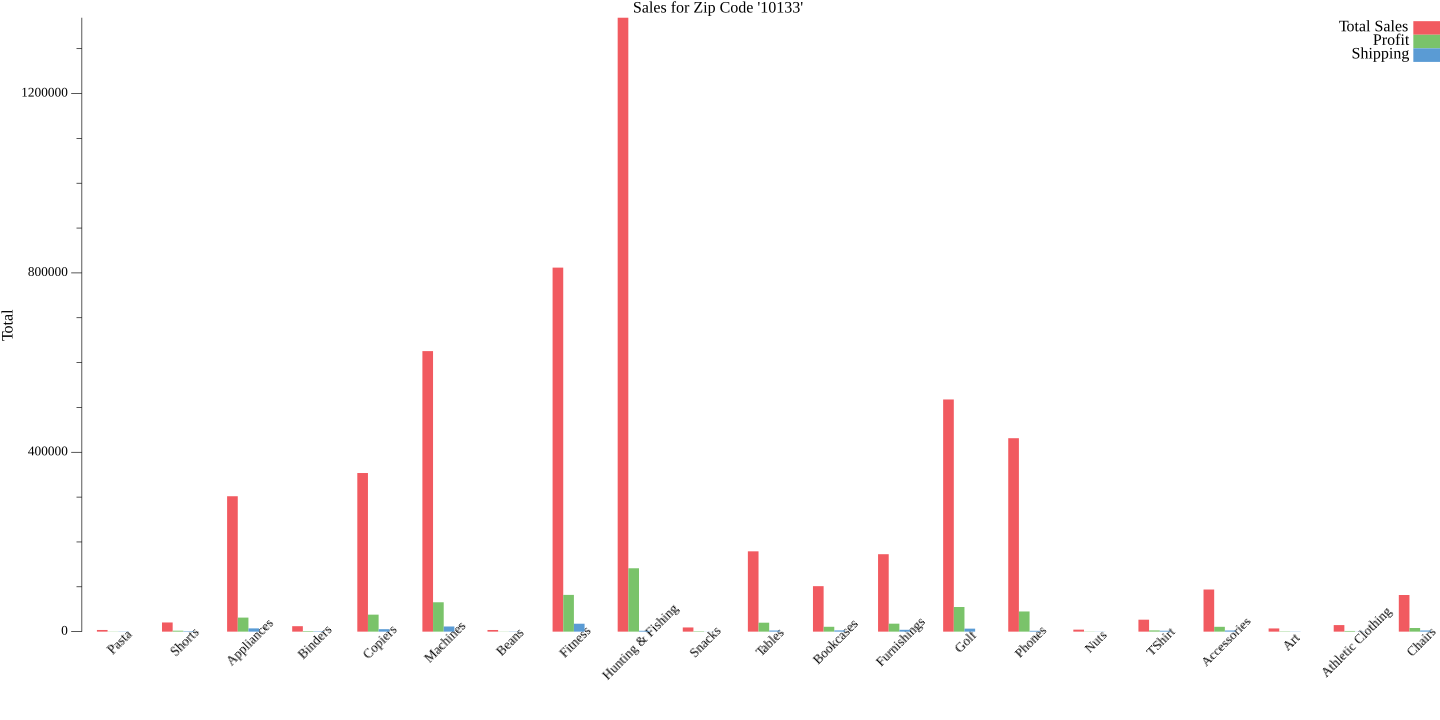 Sales for Zip Code '10133'
Total Sales
Profit
Shipping
1200000
800000
400000
0
Total
Pasta
Shorts
Appliances
Binders
Copiers
Machines
Beans
Fitness
Hunting & Fishing
Snacks
Tables
Bookcases
Furnishings
Golf
Phones
Nuts
TShirt
Accessories
Art
Athletic Clothing
Chairs